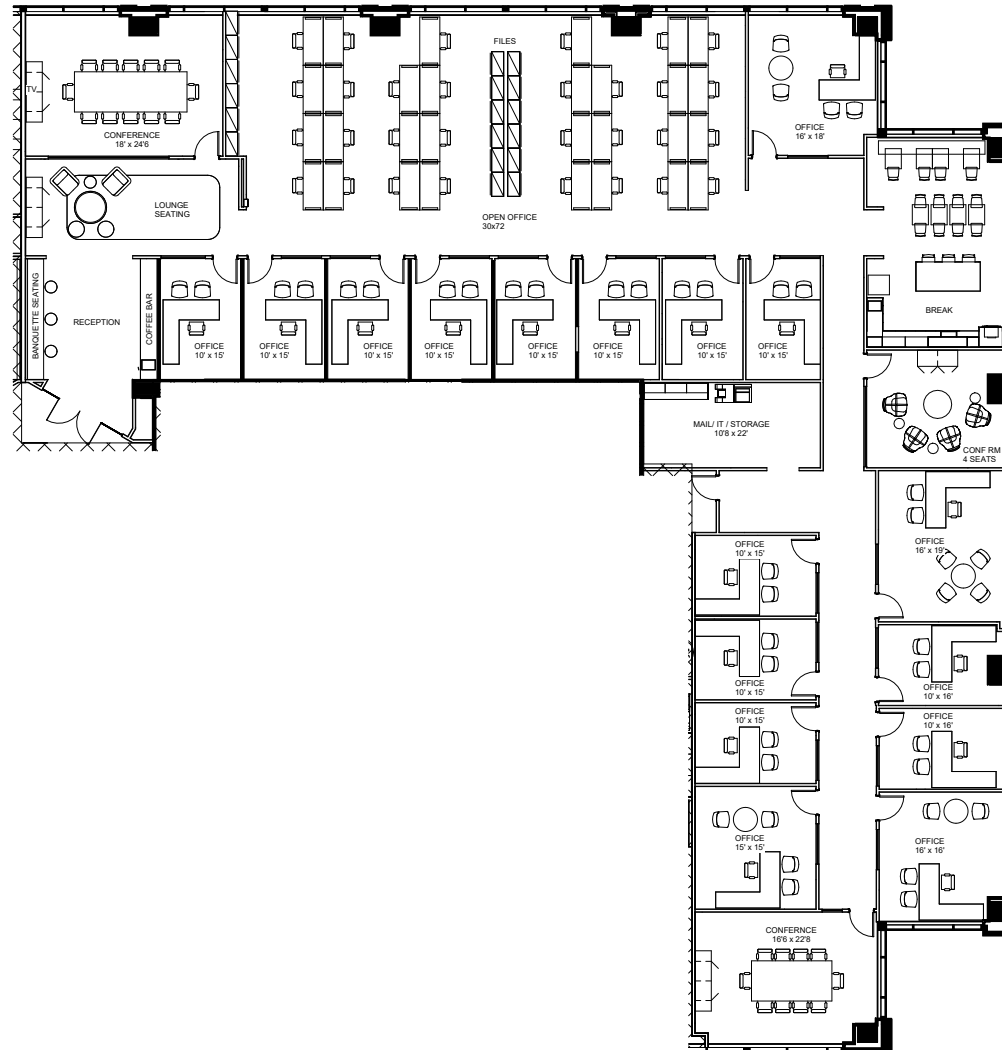 FILES
TV
CONFERENCE
18' x 24'6
OFFICE
16' x 18'
LOUNGE
SEATING
OPEN OFFICE
30x72
BANQUETTE SEATING
RECEPTION
COFFEE BAR
OFFICE
10' x 15'
OFFICE
10' x 15'
OFFICE
10' x 15'
OFFICE
10' x 15'
OFFICE
10' x 15'
OFFICE
10' x 15'
OFFICE
10' x 15'
OFFICE
10' x 15'
BREAK
MAIL/ IT / STORAGE
10'8 x 22'
CONF RM
4 SEATS
OFFICE
10' x 15'
OFFICE
16' x 19'
OFFICE
10' x 15'
OFFICE
10' x 16'
OFFICE
10' x 15'
OFFICE
10' x 16'
OFFICE
15' x 15'
OFFICE
16' x 16'
CONFERNCE
16'6 x 22'8